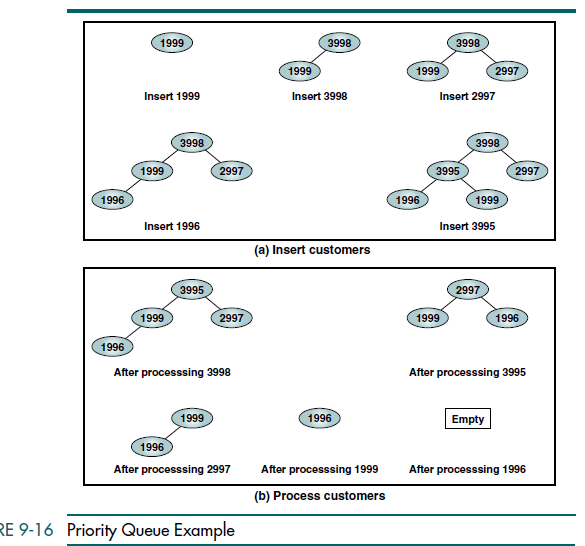 1999
3998
1999
3998
1999 2997
Insert 1999 Insert 3998 Insert 2997
3998
1999 2997
1996
3998
3995 2997
1996 1999
Insert 1996 Insert 3995
(a) Insert customers
3995
1999 2997
1996
2997
1999 1996
After processsing 3998 After processsing 3995
1999
1996
1996
Empty
After processsing 2997 After processsing 1999 After processsing 1996
(b) Process customers
RE 9-16 Priority Queue Example